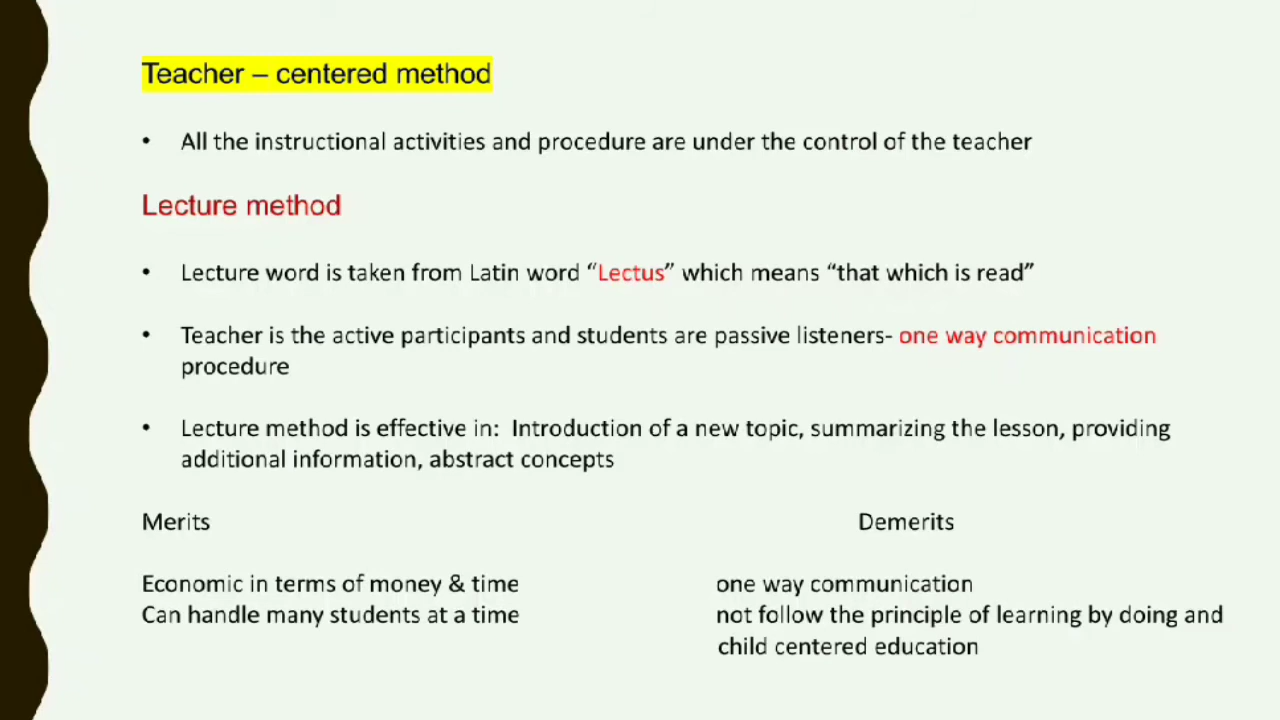 Teacher – centered method
• All the instructional activities and procedure are under the control of the teacher
Lecture method
• Lecture word is taken from Latin word “Lectus” which means “that which is read”
• Teacher is the active participants and students are passive listeners- one way communication
procedure
• Lecture method is effective in:  Introduction of a new topic, summarizing the lesson, providing
additional information, abstract concepts
Merits
Demerits
Economic in terms of money & time
Can handle many students at a time
one way communication
not follow the principle of learning by doing and
child centered education